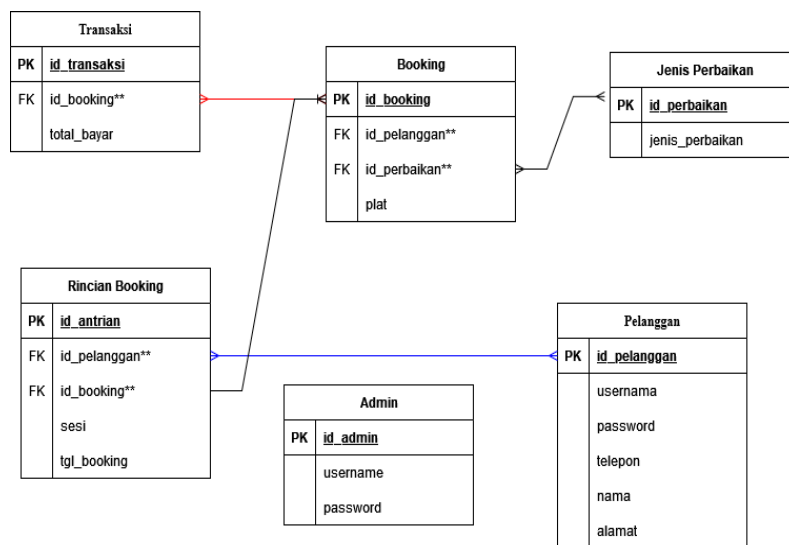 Transaksi
PK id_transaksi
FK id_booking**
total_bayar
Booking
PK id_booking
FK id_pelanggan**
FK id_perbaikan**
plat
Jenis Perbaikan
PK id_perbaikan
jenis_perbaikan
Rincian Booking
PK id_antrian
FK id_pelanggan**
FK id_booking**
sesi
tgl_booking
Admin
PK id_admin
username
password
Pelanggan
PK id_pelanggan
usernama
password
telepon
nama
alamat